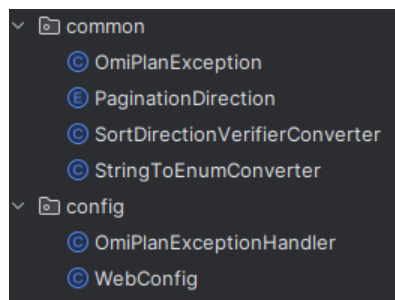 common
C OmiPlanException
E PaginationDirection
C SortDirectionVerifierConverter
C StringToEnumConverter
config
C OmiPlanExceptionHandler
C WebConfig